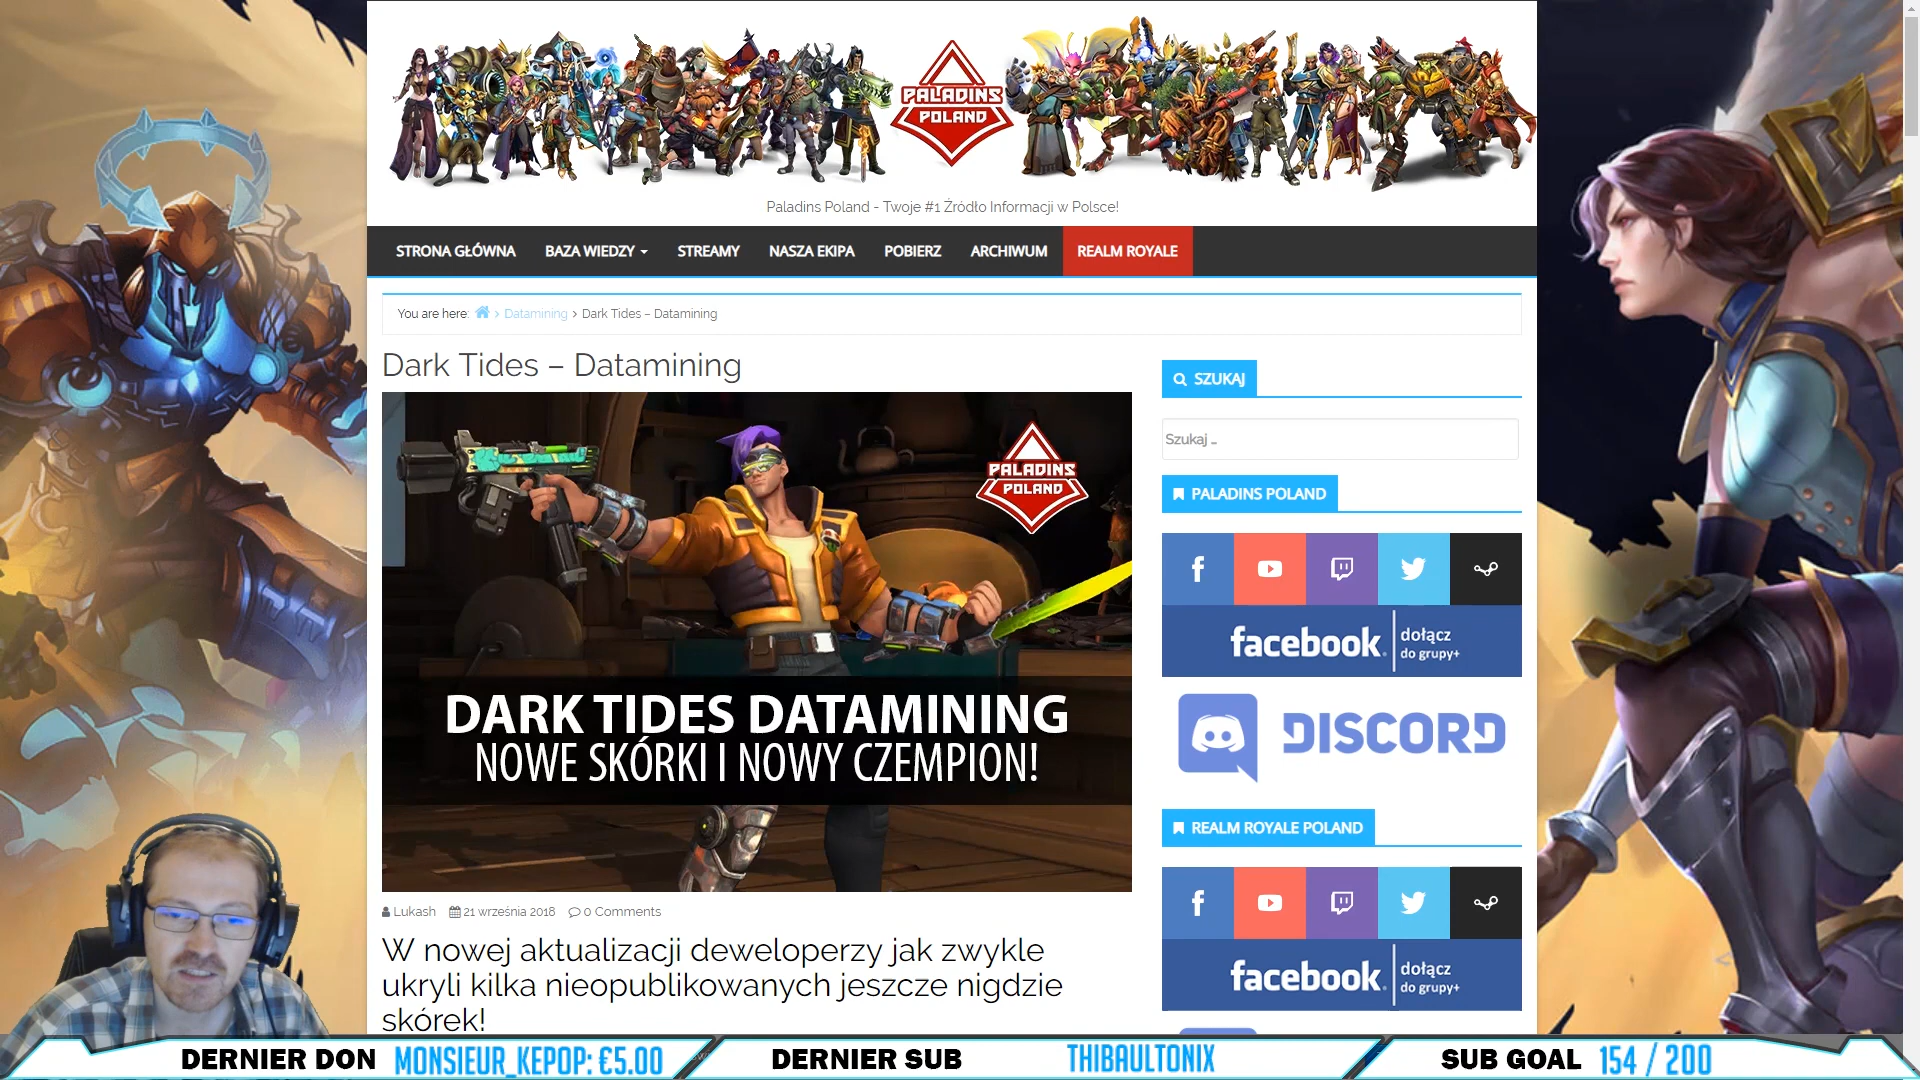 PALADINS
POLAND
Paladins Poland - Twoje #1 Źródło Informacji w Polsce!
STRONA GŁÓWNA BAZA WIEDZY STREAMY NASZA EKIPA POBIERZ ARCHIWUM REALM ROYALE
You are here: Datamining Dark Tides – Datamining
Dark Tides – Datamining
PALADINS
POLAND
DARK TIDES DATAMINING
NOWE SKÓRKI I NOWY CZEMPION!
Lukash 21 września 2018 0 Comments
W nowej aktualizacji deweloperzy jak zwykle
ukryli kilka nieopublikowanych jeszcze nigdzie
skórek!
SZUKAJ
Szukaj ...
PALADINS POLAND
facebook. dołącz
do grupy+
DISCORD
REALM ROYALE POLAND
facebook. dołącz
do grupy+
DERNIER DON MONSIEUR_KEPOP: €5.00 DERNIER SUB THIBAULTONIX SUB GOAL 154 / 200